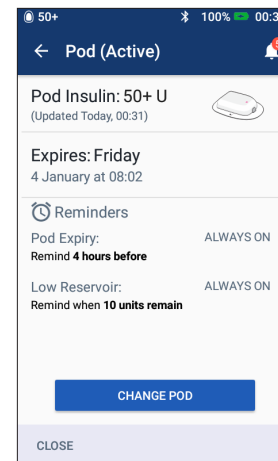 50+ 100% 00:3
Pod (Active)
Pod Insulin: 50+ U
(Updated Today, 00:31)
Expires: Friday
4 January at 08:02
Reminders
Pod Expiry: ALWAYS ON
Remind 4 hours before
Low Reservoir: ALWAYS ON
Remind when 10 units remain
CHANGE POD
CLOSE